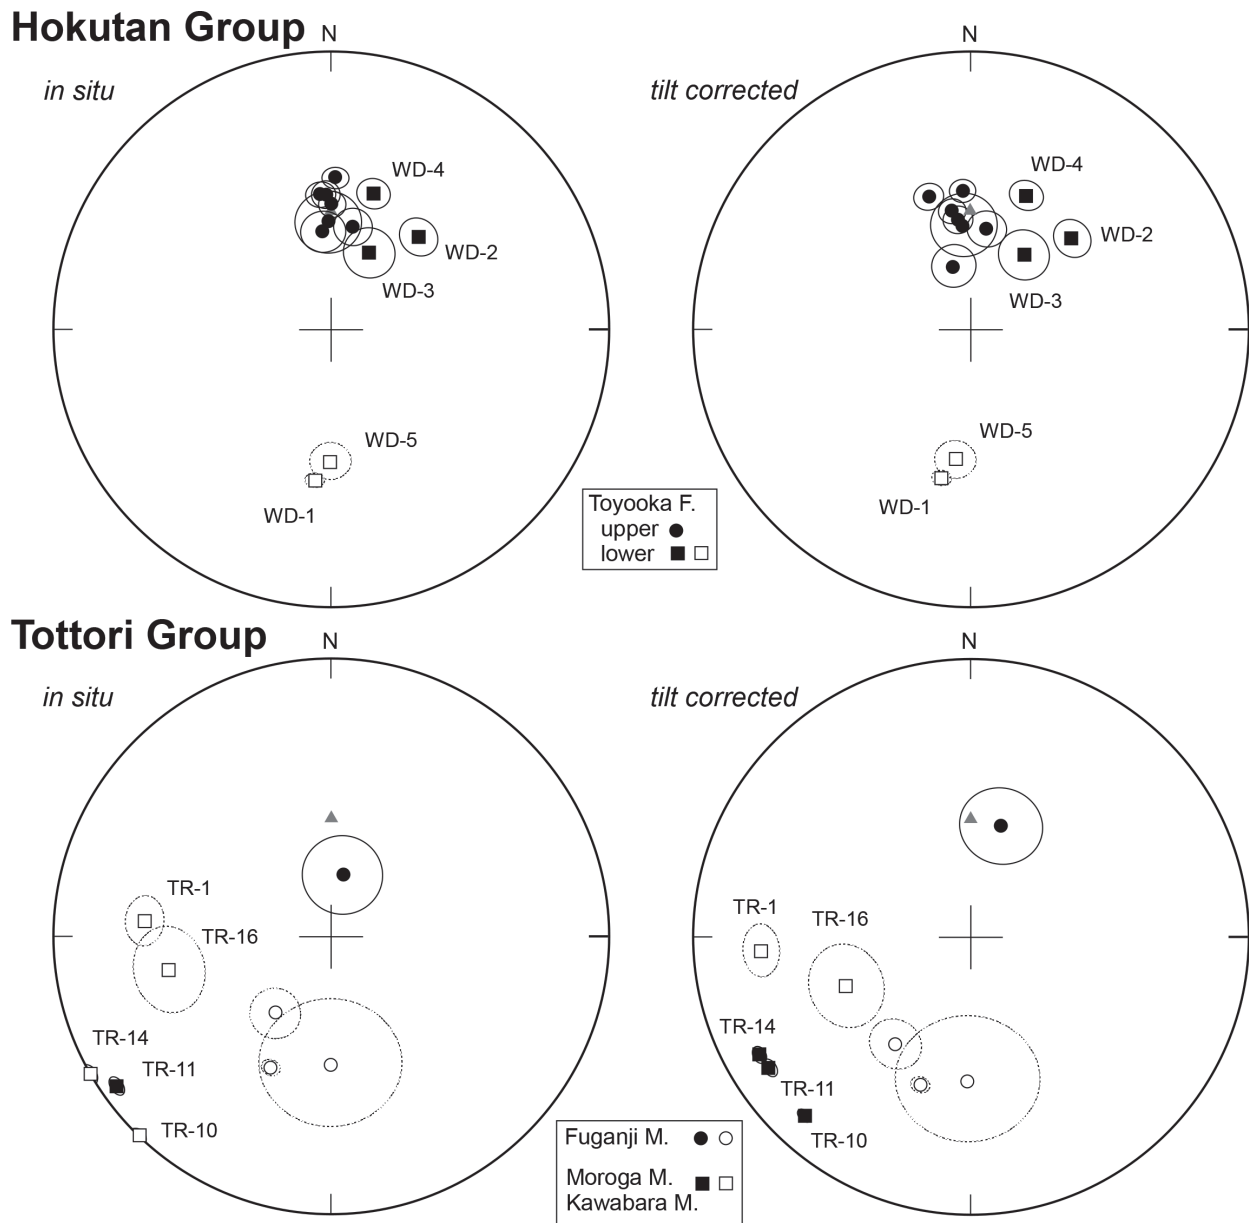 Hokutan Group
N
N
in situ
tilt corrected
WD-4
WD-4
WD-2
WD-2
WD-3
WD-3
WD-5
WD-5
WD-1
WD-1
Toyooka F.
upper
lower
Tottori Group
N
N
in situ
tilt corrected
TR-1
TR-1
TR-16
TR-16
TR-14
TR-14
TR-11
TR-11
TR-10
TR-10
Fuganji M.
Moroga M.
Kawabara M.